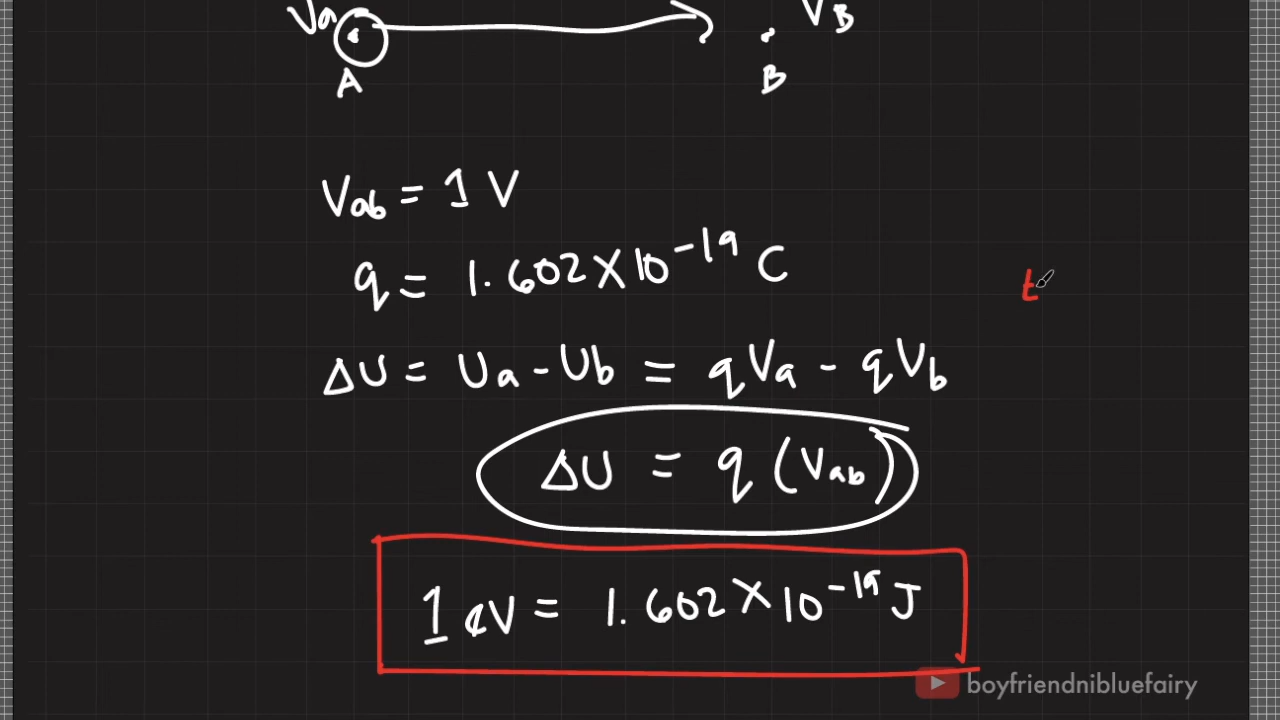 Va VB
A B
Vab = 1 V
q = 1.602 X 10⁻¹⁹ C
ΔU = Ua - Ub = qVa - qVb
ΔU = q (Vab)
1 eV = 1.602 X 10⁻¹⁹ J
t
boyfriendnibluefairy